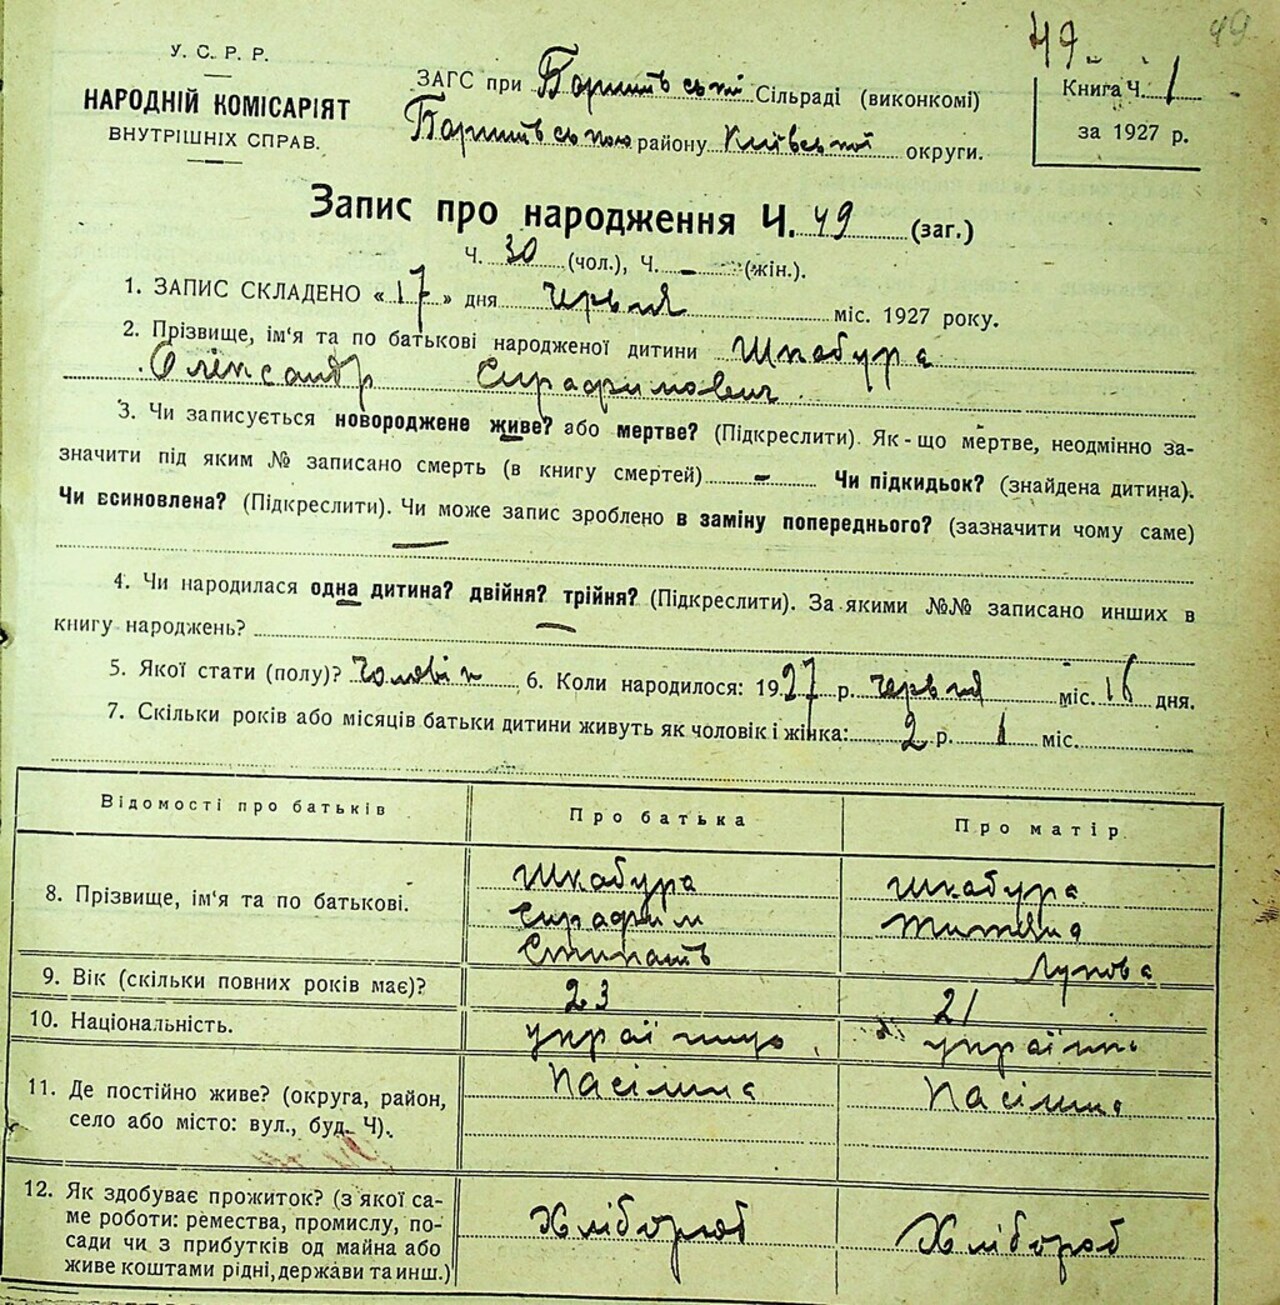 49
49
У. С. Р. Р.
НАРОДНІЙ КОМІСАРІЯТ
ВНУТРІШНІХ СПРАВ.
ЗАГС при Сільраді (виконкомі)
району Київської округи.
Книга Ч. 1
за 1927 р.
Запис про народження Ч. 49 (заг.)
Ч. 30 (чол.), Ч. - (жін.).
1. ЗАПИС СКЛАДЕНО « 17 » дня червня міс. 1927 року.
2. Прізвище, ім'я та по батькові народженої дитини Шкабура
Олександр Сирафимович.
3. Чи записується новороджене живе? або мертве? (Підкреслити). Як-що мертве, неодмінно за-
значити під яким № записано смерть (в книгу смертей) - Чи підкидьок? (знайдена дитина).
Чи всиновлена? (Підкреслити). Чи може запис зроблено в заміну попереднього? (зазначити чому саме)
4. Чи народилася одна дитина? двійня? трійня? (Підкреслити). За якими №№ записано инших в
книгу народжень?
5. Якої стати (полу)? Чоловік 6. Коли народилося: 1927 р. червня міс. 16 дня.
7. Скільки років або місяців батьки дитини живуть як чоловік і жінка: 2 р. 1 міс.
Відомості про батьків Про батька Про матір
8. Прізвище, ім'я та по батькові. Шкабура Шкабура
Сирафим
Лукова
9. Вік (скільки повних років має)? 23 21
10. Національність.
11. Де постійно живе? (округа, район,
село або місто: вул., буд. Ч).
12. Як здобуває прожиток? (з якої са-
ме роботи: ремества, промислу, по-
сади чи з прибутків од майна або
живе коштами рідні, держави та инш.)
Хлібороб Хлібороб